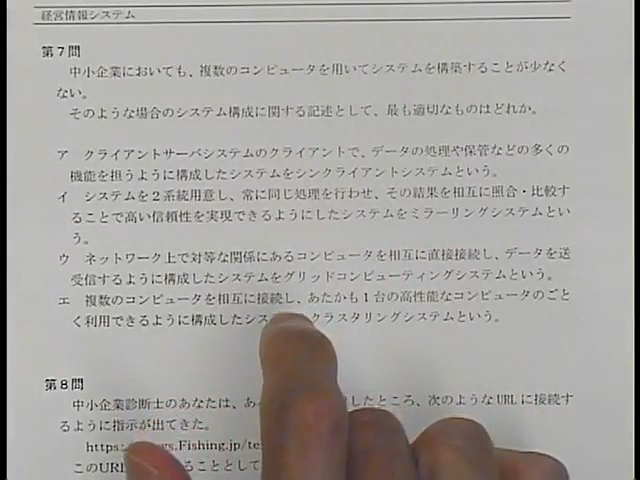 経営情報システム
第7問
中小企業においても、複数のコンピュータを用いてシステムを構築することが少なく
ない。
そのような場合のシステム構成に関する記述として、最も適切なものはどれか。
ア クライアントサーバシステムのクライアントで、データの処理や保管などの多くの
機能を担うように構成したシステムをシンクライアントシステムという。
イ システムを2系統用意し、常に同じ処理を行わせ、その結果を相互に照合・比較す
ることで高い信頼性を実現できるようにしたシステムをミラーリングシステムとい
う。
ウ ネットワーク上で対等な関係にあるコンピュータを相互に直接接続し、データを送
受信するように構成したシステムをグリッドコンピューティングシステムという。
エ 複数のコンピュータを相互に接続し、あたかも1台の高性能なコンピュータのごと
く利用できるように構成したシス クラスタリングシステムという。
第8問
中小企業診断士のあなたは、あ したところ、次のようなURLに接続す
るように指示が出てきた。
https: s.Fishing.jp/te
このUR ることとして